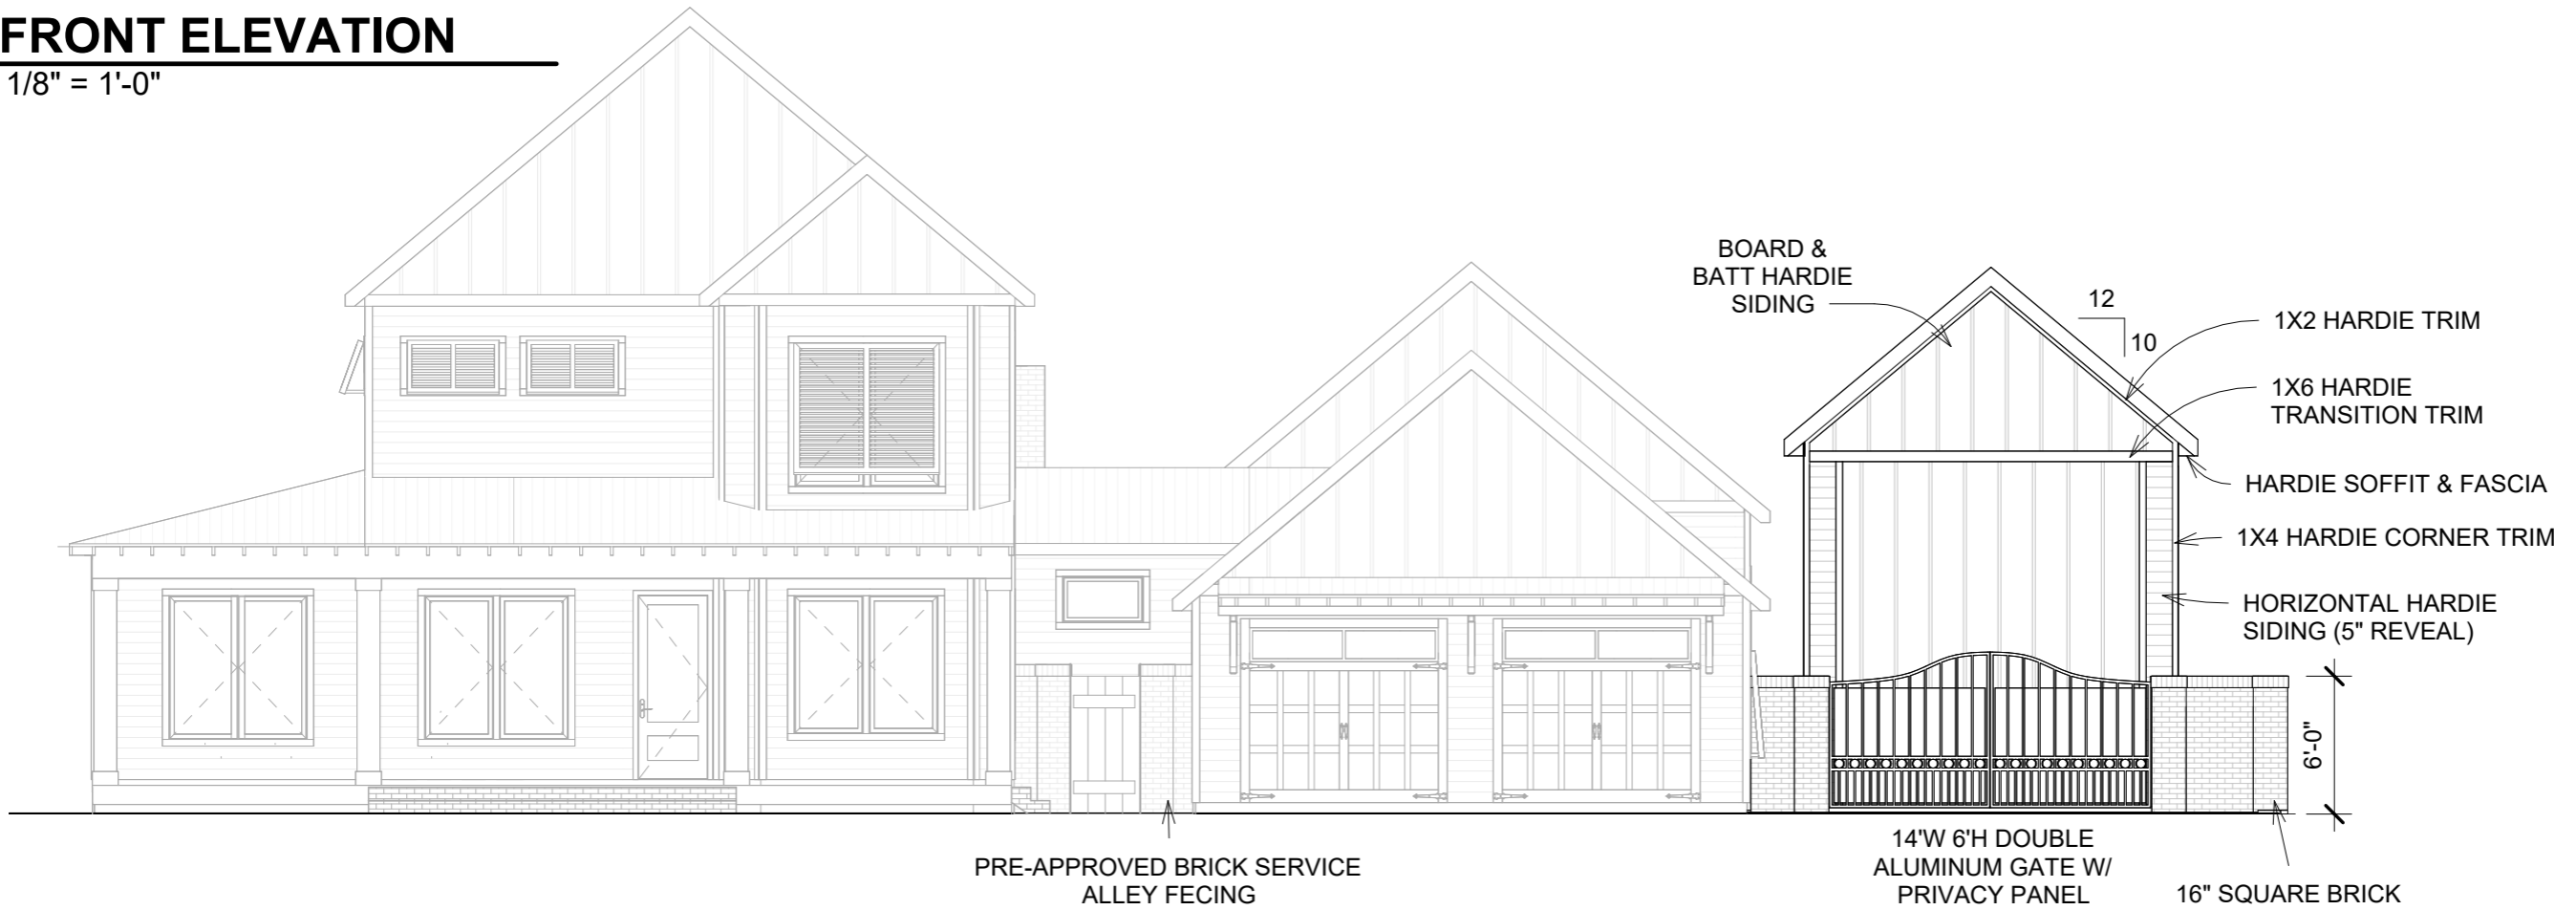 FRONT ELEVATION
1/8" = 1'-0"
BOARD &
BATT HARDIE
SIDING
12
10
1X2 HARDIE TRIM
1X6 HARDIE
TRANSITION TRIM
HARDIE SOFFIT & FASCIA
1X4 HARDIE CORNER TRIM
HORIZONTAL HARDIE
SIDING (5" REVEAL)
6'-0"
PRE-APPROVED BRICK SERVICE
ALLEY FECING
14'W 6'H DOUBLE
ALUMINUM GATE W/
PRIVACY PANEL
16" SQUARE BRICK